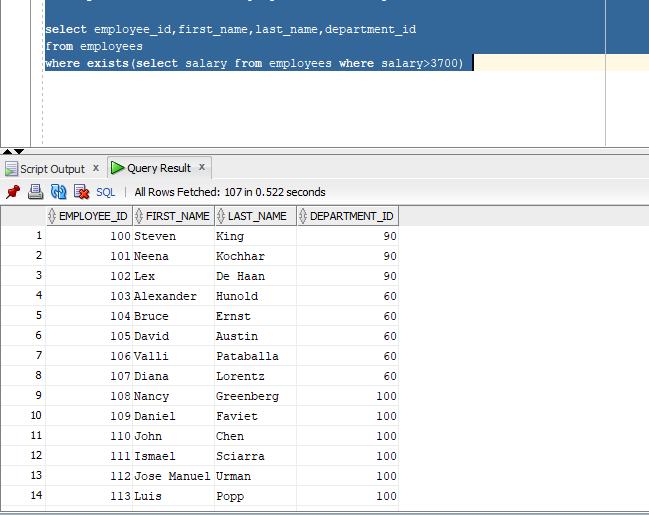 select employee_id,first_name,last_name,department_id
from employees
where exists(select salary from employees where salary>3700)
Script Output x Query Result x
SQL | All Rows Fetched: 107 in 0.522 seconds
EMPLOYEE_ID FIRST_NAME LAST_NAME DEPARTMENT_ID
1 100 Steven King 90
2 101 Neena Kochhar 90
3 102 Lex De Haan 90
4 103 Alexander Hunold 60
5 104 Bruce Ernst 60
6 105 David Austin 60
7 106 Valli Pataballa 60
8 107 Diana Lorentz 60
9 108 Nancy Greenberg 100
10 109 Daniel Faviet 100
11 110 John Chen 100
12 111 Ismael Sciarra 100
13 112 Jose Manuel Urman 100
14 113 Luis Popp 100